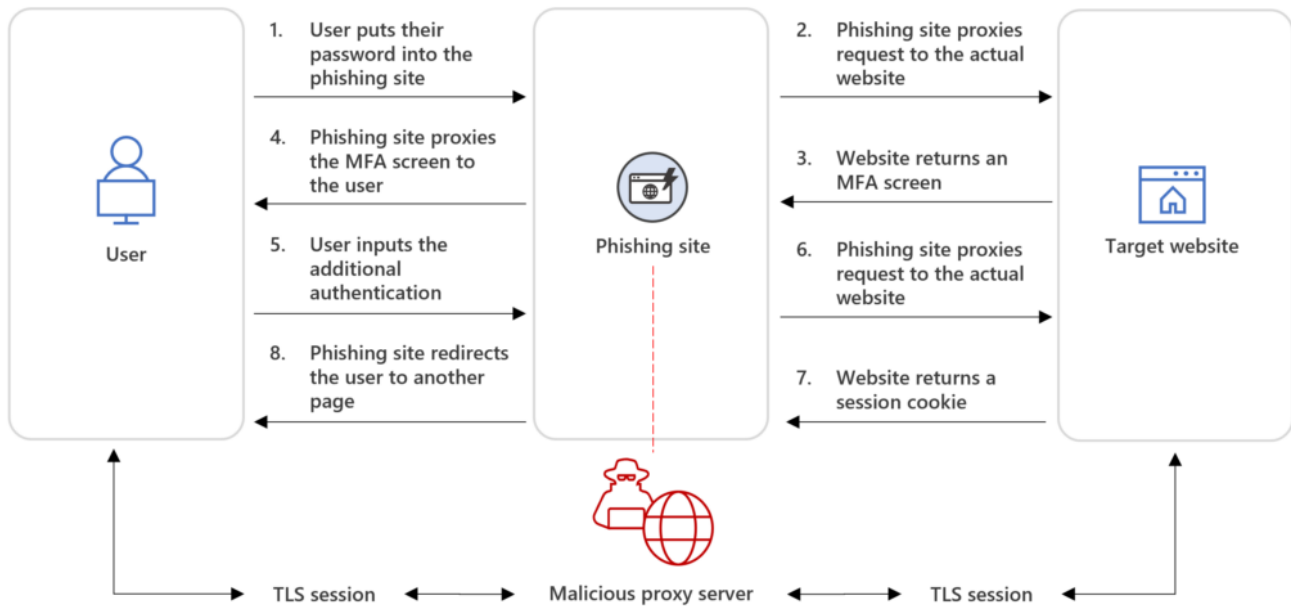 1. User puts their
password into the
phishing site
2. Phishing site proxies
request to the actual
website
4. Phishing site proxies
the MFA screen to
the user
3. Website returns an
MFA screen
User
Phishing site
Target website
5. User inputs the
additional
authentication
6. Phishing site proxies
request to the actual
website
8. Phishing site redirects
the user to another
page
7. Website returns a
session cookie
TLS session
Malicious proxy server
TLS session